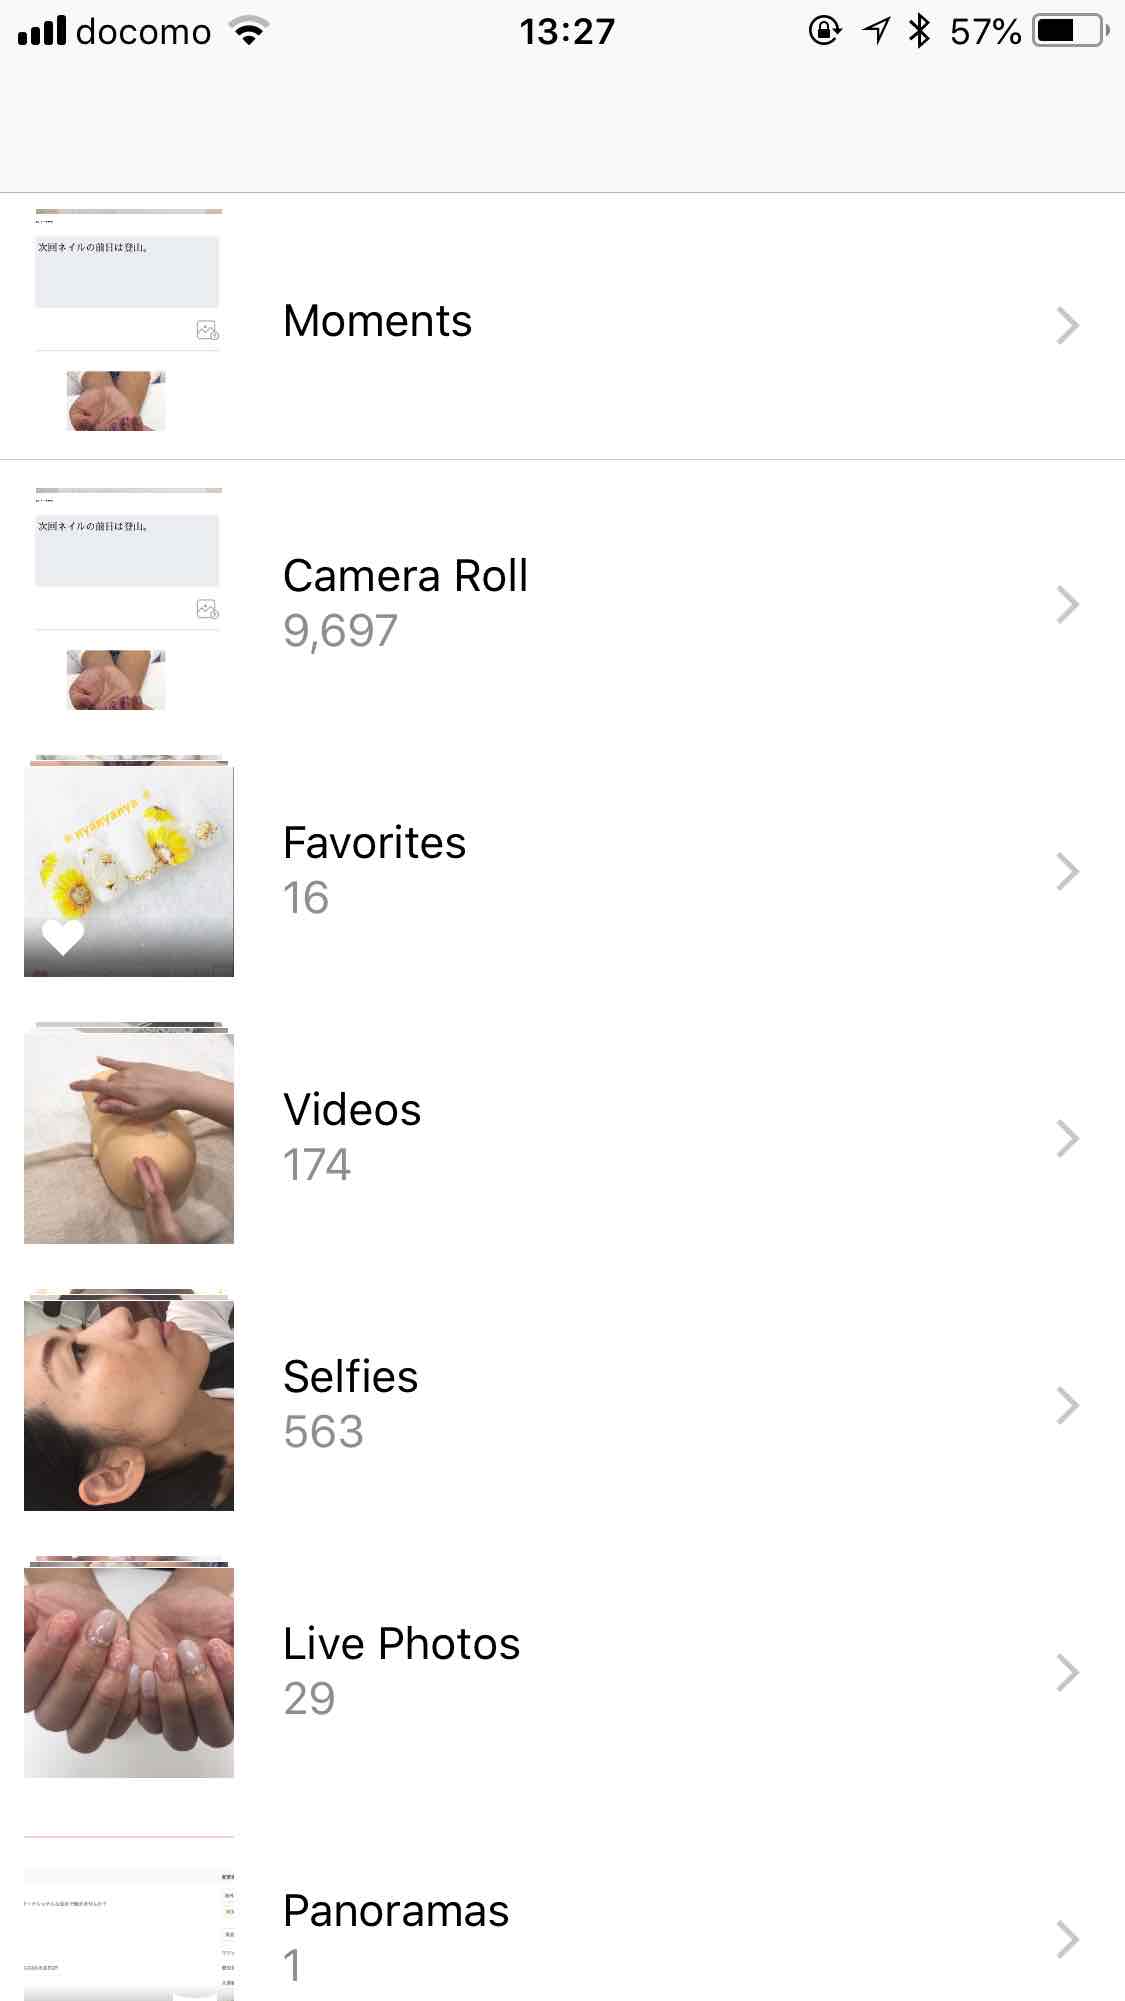 docomo 13:27 57%
次回ネイルの前日は登山。
Moments
次回ネイルの前日は登山。
Camera Roll
9,697
nyanyanya
Favorites
16
Videos
174
Selfies
563
Live Photos
29
Panoramas
1